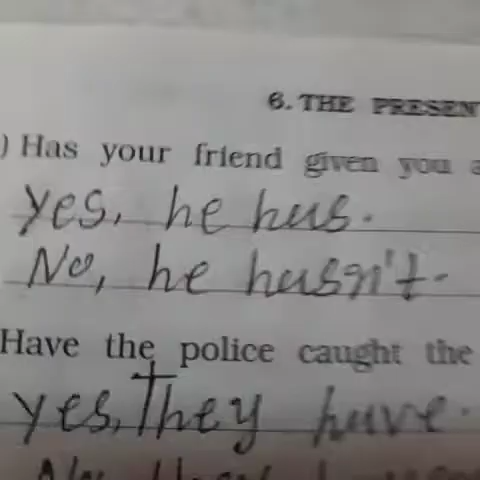 6. THE PRESEN
) Has your friend given you a
Yes, he has.
No, he hasn't.
Have the police caught the
yes, They have.